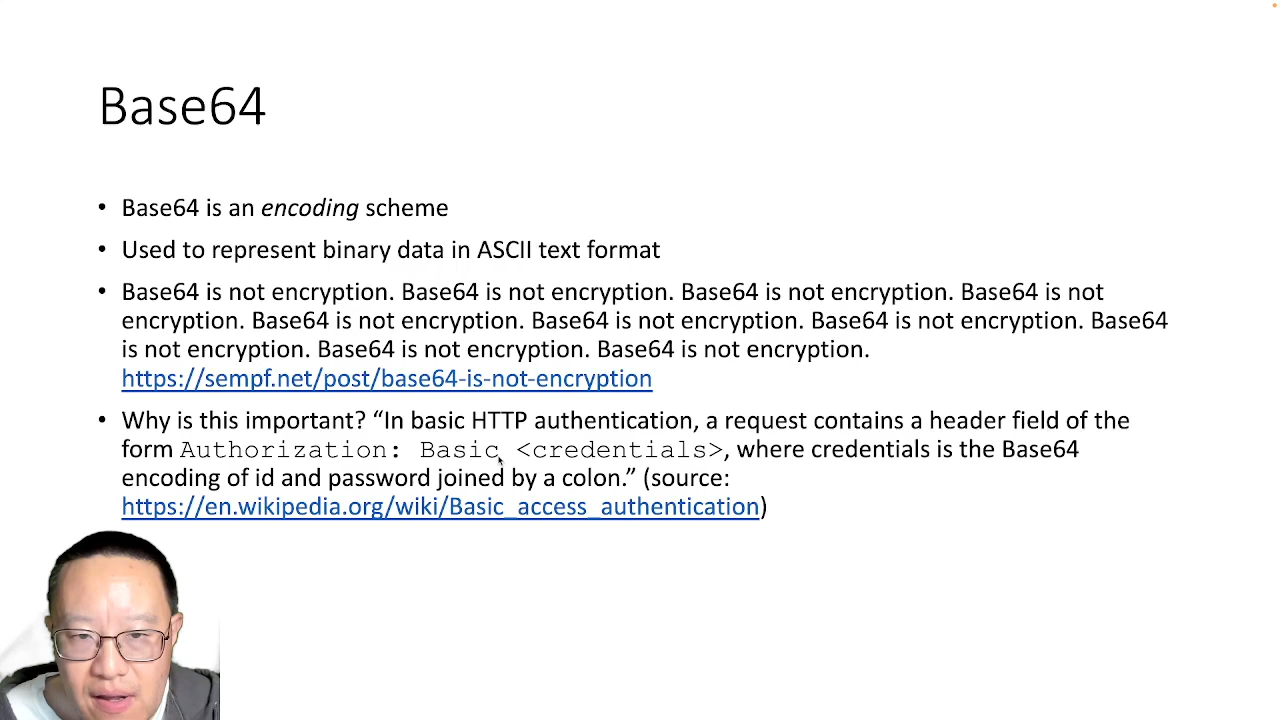 Base64
• Base64 is an encoding scheme
• Used to represent binary data in ASCII text format
• Base64 is not encryption. Base64 is not encryption. Base64 is not encryption. Base64 is not
encryption. Base64 is not encryption. Base64 is not encryption. Base64 is not encryption. Base64
is not encryption. Base64 is not encryption. Base64 is not encryption.
https://sempf.net/post/base64-is-not-encryption
• Why is this important? “In basic HTTP authentication, a request contains a header field of the
form Authorization: Basic <credentials>, where credentials is the Base64
encoding of id and password joined by a colon.” (source:
https://en.wikipedia.org/wiki/Basic_access_authentication)